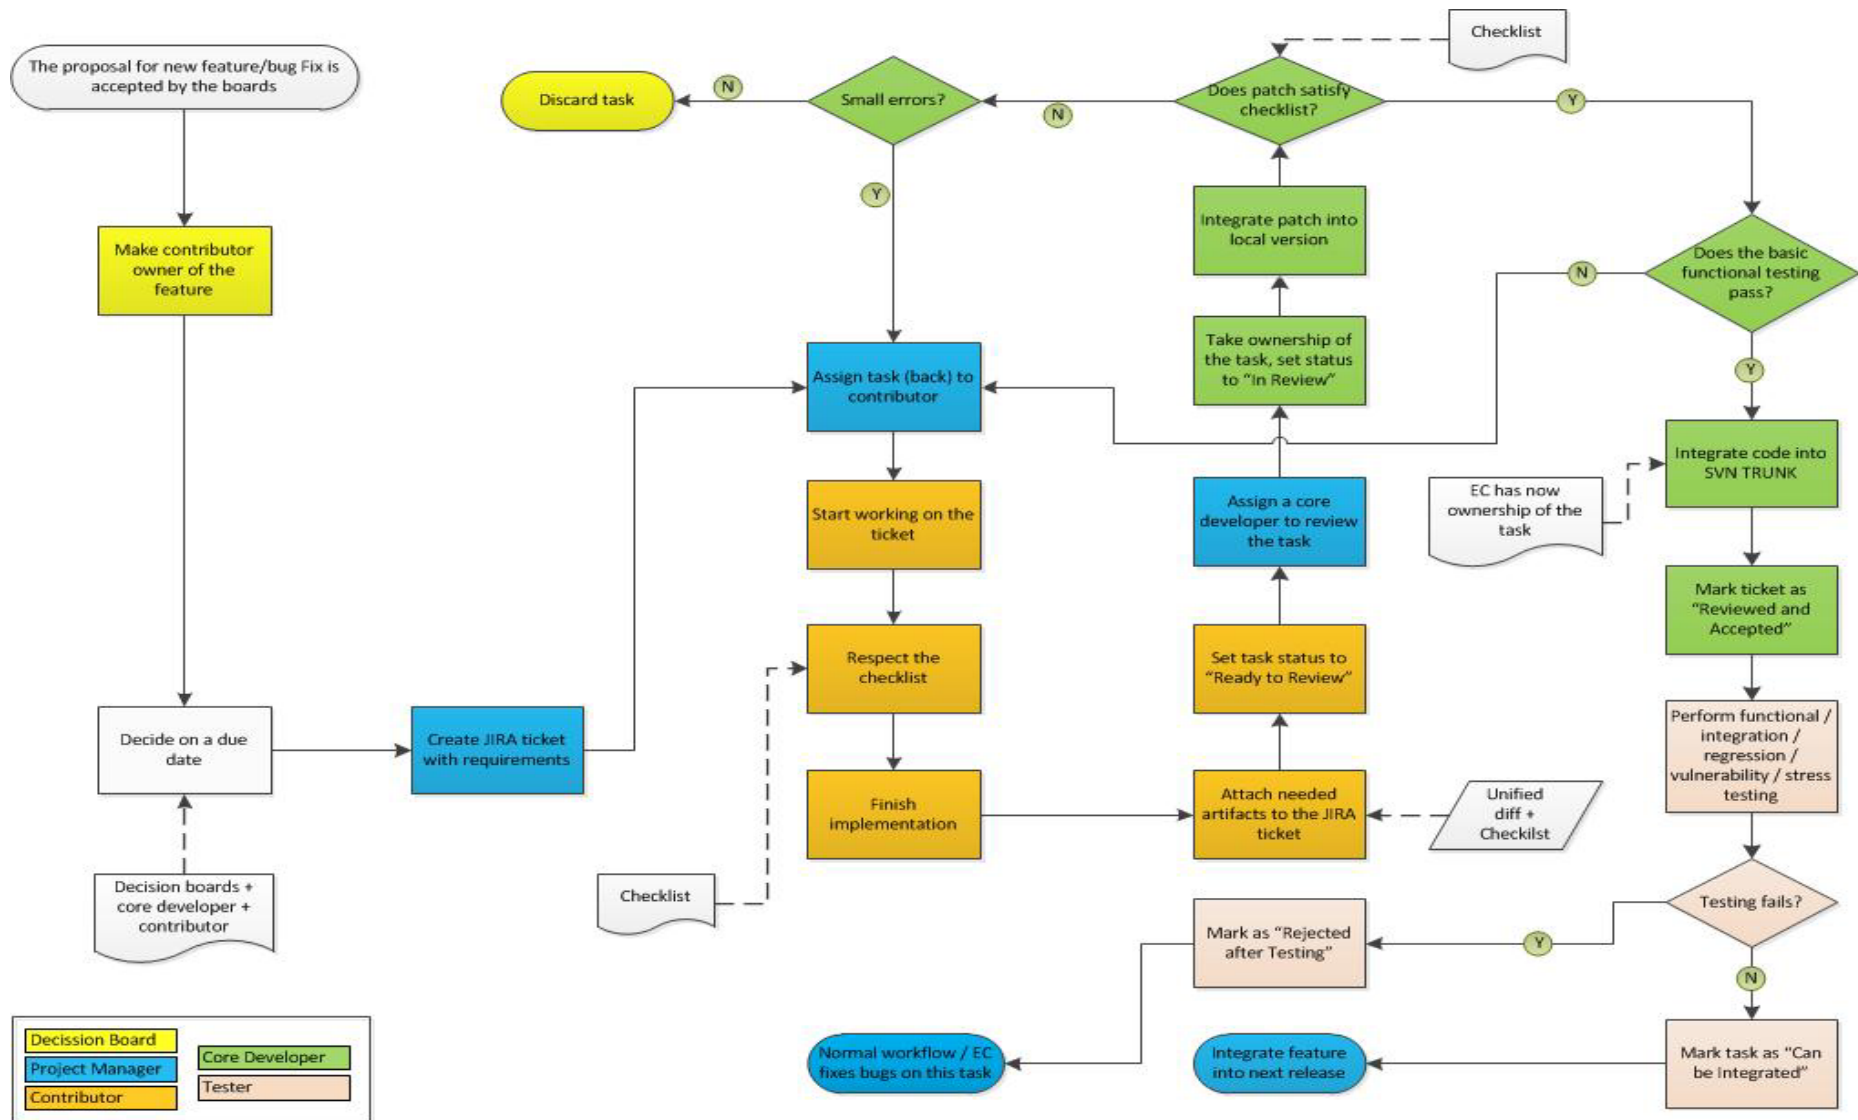 The proposal for new feature/bug Fix is
accepted by the boards
Make contributor
owner of the
feature
Decide on a due
date
Decision boards +
core developer +
contributor
Create JIRA ticket
with requirements
Discard task
N
Small errors?
Y
N
Does patch satisfy
checklist?
Checklist
Y
Integrate patch into
local version
Take ownership of
the task, set status
to “In Review”
Assign task (back) to
contributor
Start working on the
ticket
Respect the
checklist
Finish
implementation
Checklist
Assign a core
developer to review
the task
Set task status to
“Ready to Review”
Attach needed
artifacts to the JIRA
ticket
Unified
diff +
Checkilst
Does the basic
functional testing
pass?
N
Y
Integrate code into
SVN TRUNK
EC has now
ownership of the
task
Mark ticket as
“Reviewed and
Accepted”
Perform functional /
integration /
regression /
vulnerability / stress
testing
Testing fails?
Y
N
Mark as “Rejected
after Testing”
Mark task as “Can
be Integrated”
Normal workflow / EC
fixes bugs on this task
Integrate feature
into next release
Decission Board
Project Manager
Contributor
Core Developer
Tester